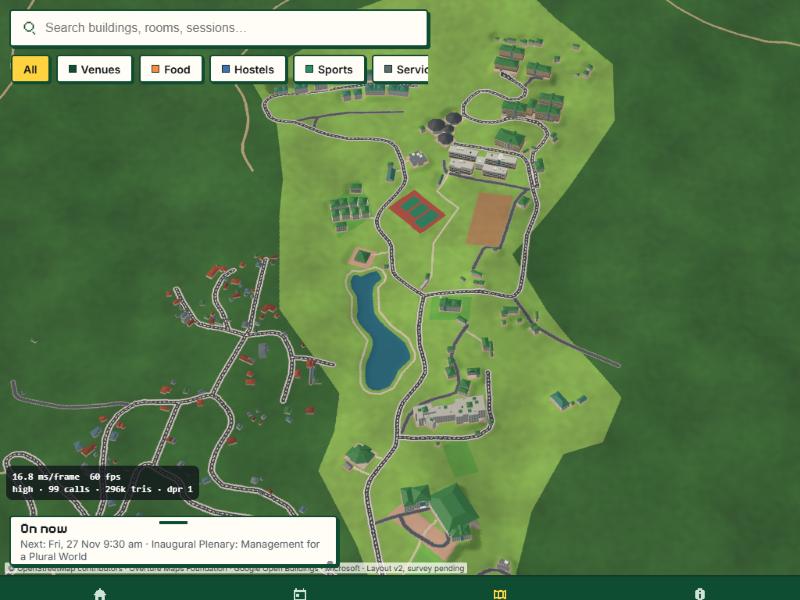 Search buildings, rooms, sessions…
All
Venues
Food
Hostels
Sports
Servic
16.8 ms/frame 60 fps
high · 99 calls · 296k tris · dpr 1
On now
Next: Fri, 27 Nov 9:30 am · Inaugural Plenary: Management for
a Plural World
© OpenStreetMap contributors · Overture Maps Foundation · Google Open Buildings · Microsoft · Layout v2, survey pending